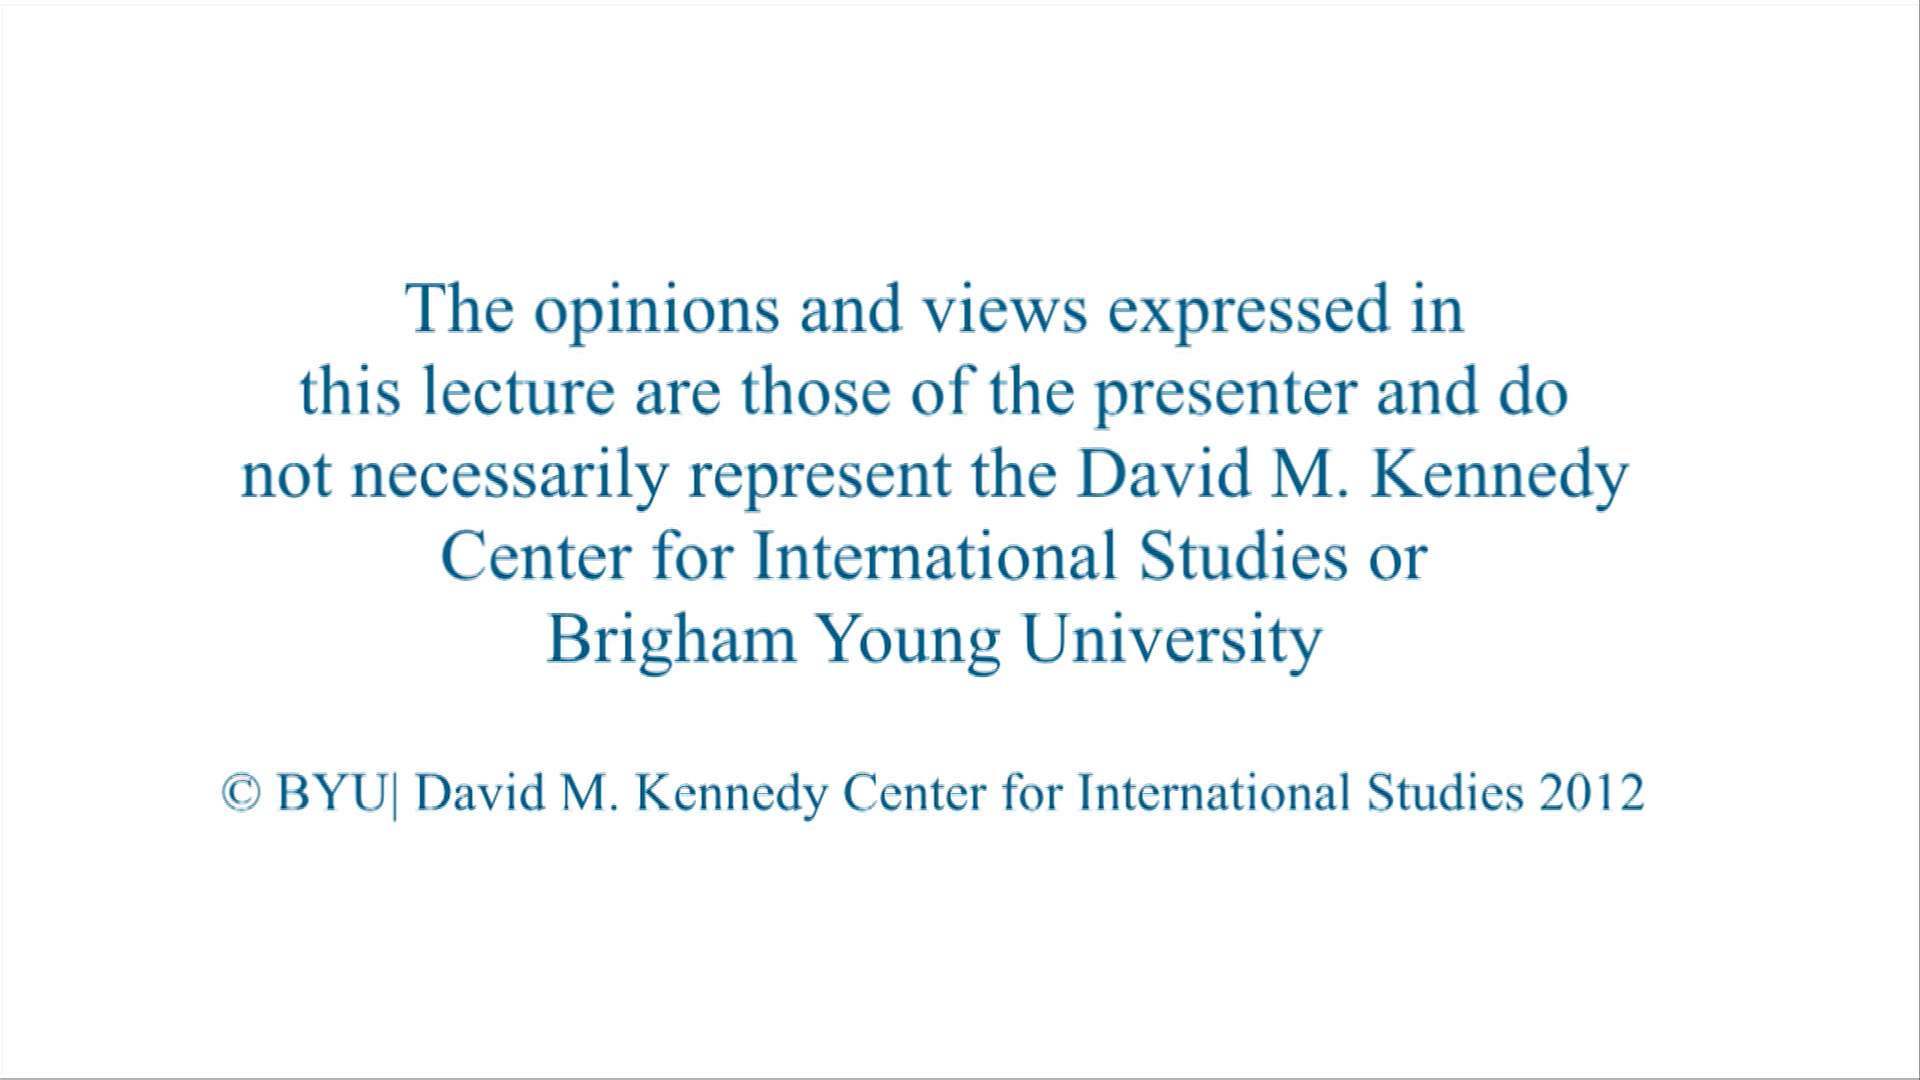 The opinions and views expressed in
this lecture are those of the presenter and do
not necessarily represent the David M. Kennedy
Center for International Studies or
Brigham Young University
© BYU| David M. Kennedy Center for International Studies 2012